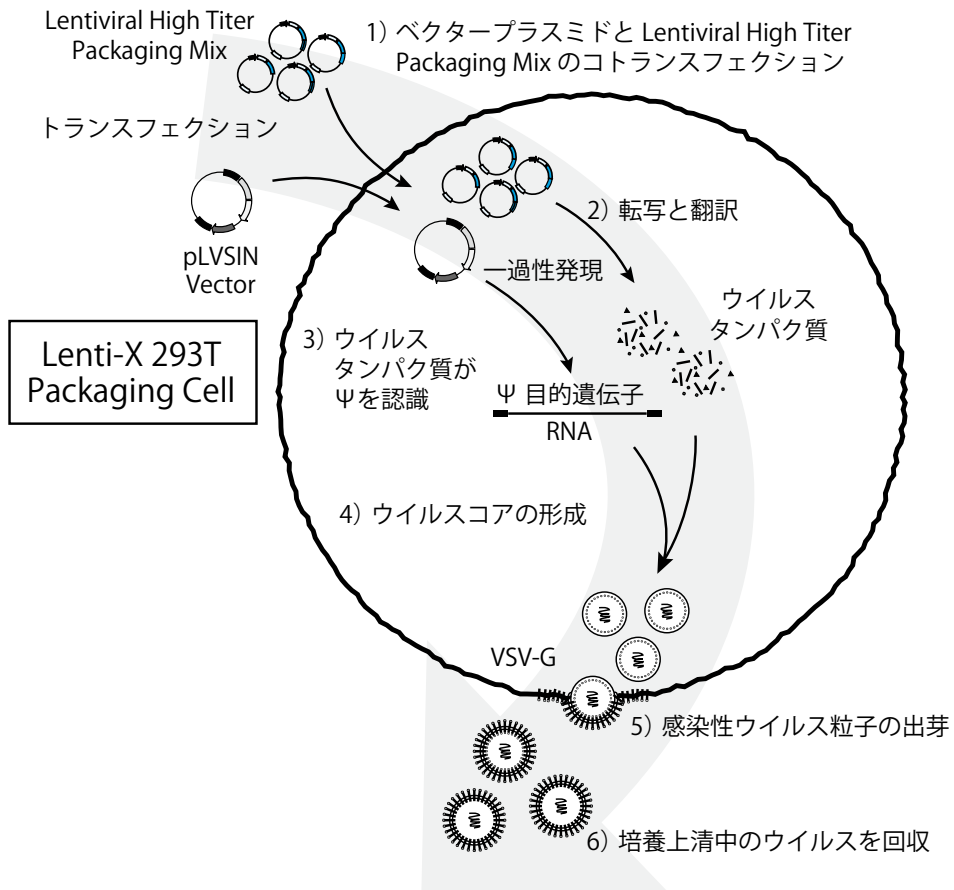 Lentiviral High Titer
Packaging Mix
1）ベクタープラスミドと Lentiviral High Titer
Packaging Mix のコトランスフェクション
トランスフェクション
pLVSIN
Vector
2）転写と翻訳
一過性発現
ウイルス
タンパク質
Lenti-X 293T
Packaging Cell
3）ウイルス
タンパク質が
Ψを認識
Ψ 目的遺伝子
RNA
4）ウイルスコアの形成
VSV-G
5）感染性ウイルス粒子の出芽
6）培養上清中のウイルスを回収